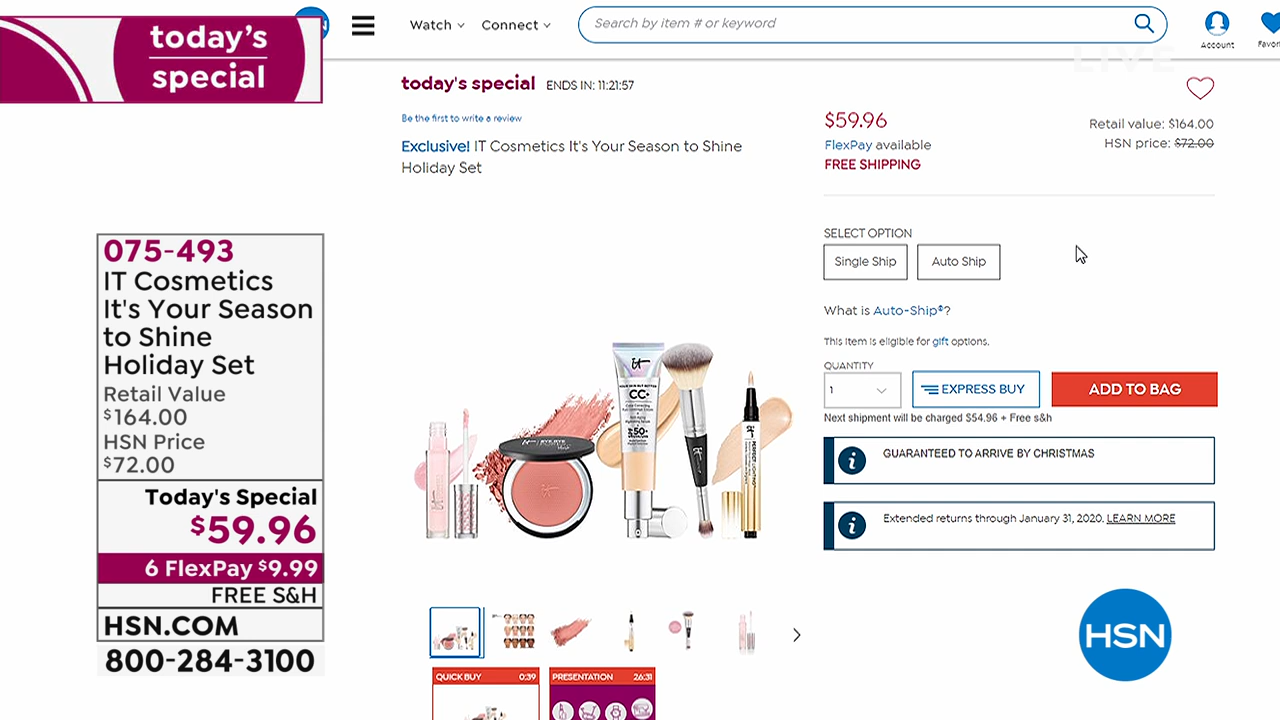 today's
special
Watch
Connect
Search by item # or keyword
Account
LIVE
today's special ENDS IN: 11:21:57
Be the first to write a review
Exclusive! IT Cosmetics It's Your Season to Shine
Holiday Set
$59.96
FlexPay available
FREE SHIPPING
Retail value: $164.00
HSN price: $72.00
SELECT OPTION
Single Ship
Auto Ship
What is Auto-Ship®?
This item is eligible for gift options.
QUANTITY
1
EXPRESS BUY
ADD TO BAG
Next shipment will be charged $54.96 + Free s&h
GUARANTEED TO ARRIVE BY CHRISTMAS
Extended returns through January 31, 2020. LEARN MORE
075-493
IT Cosmetics
It's Your Season
to Shine
Holiday Set
Retail Value
$164.00
HSN Price
$72.00
Today's Special
$59.96
6 FlexPay $9.99
FREE S&H
HSN.COM
800-284-3100
it
CC+
SPF 50+
QUICK BUY 0:39
PRESENTATION 26:31
HSN